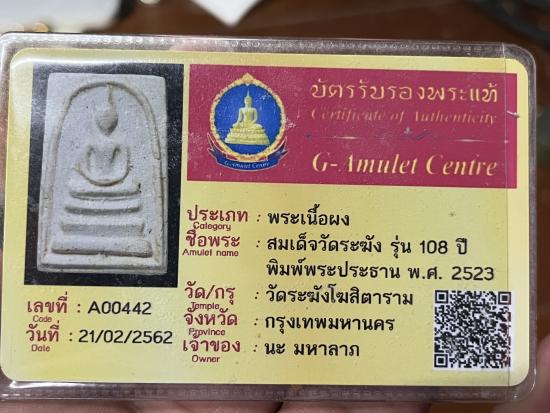 บัตรรับรองพระแท้
Certificate of Authenticity
G-Amulet Centre
G-Amulet Centre
ประเภท : พระเนื้อผง
Category
ชื่อพระ : สมเด็จวัดระฆัง รุ่น 108 ปี
Amulet name
พิมพ์พระประธาน พ.ศ. 2523
วัด/กรุ : วัดระฆังโฆสิตาราม
Temple
จังหวัด : กรุงเทพมหานคร
Province
เจ้าของ : นะ มหาลาภ
Owner
เลขที่ : A00442
Code
วันที่ : 21/02/2562
Date